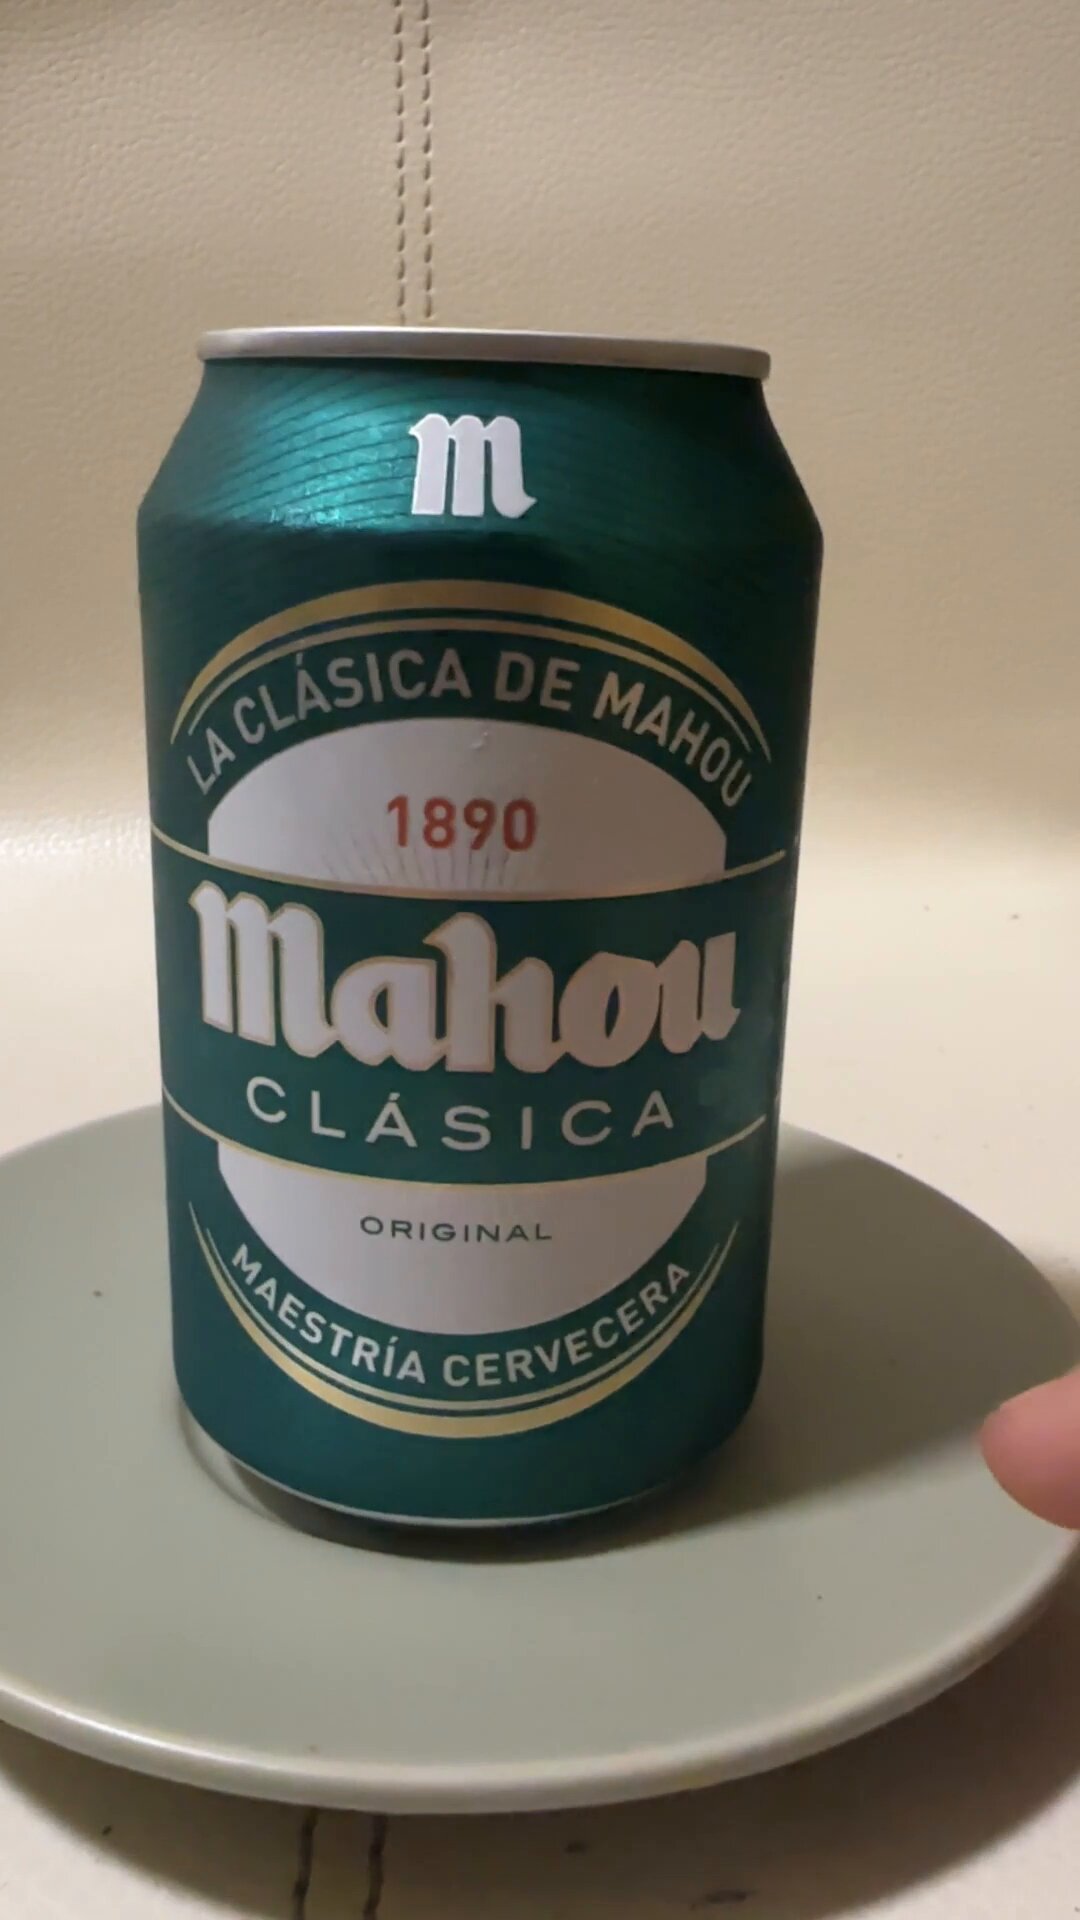 m
LA CLÁSICA DE MAHOU
1890
Mahou
CLÁSICA
ORIGINAL
MAESTRÍA CERVECERA